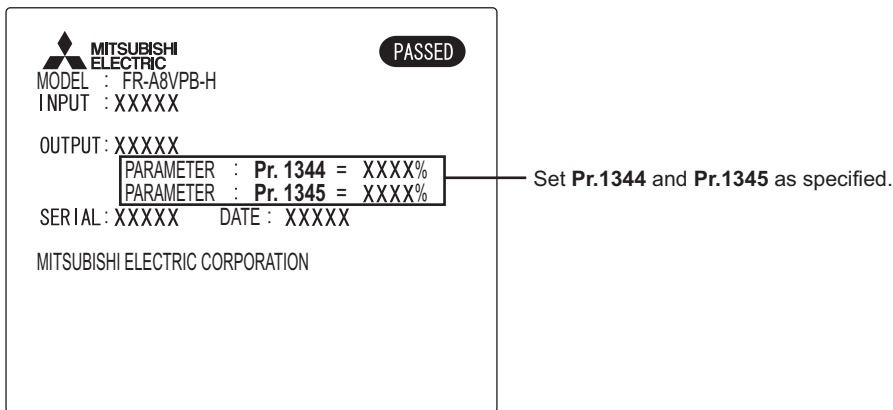 MITSUBISHI
ELECTRIC
PASSED
MODEL : FR-A8VPB-H
INPUT : XXXXX
OUTPUT : XXXXX
PARAMETER : Pr. 1344 = XXXX%
PARAMETER : Pr. 1345 = XXXX%
Set Pr.1344 and Pr.1345 as specified.
SERIAL : XXXXX DATE : XXXXX
MITSUBISHI ELECTRIC CORPORATION